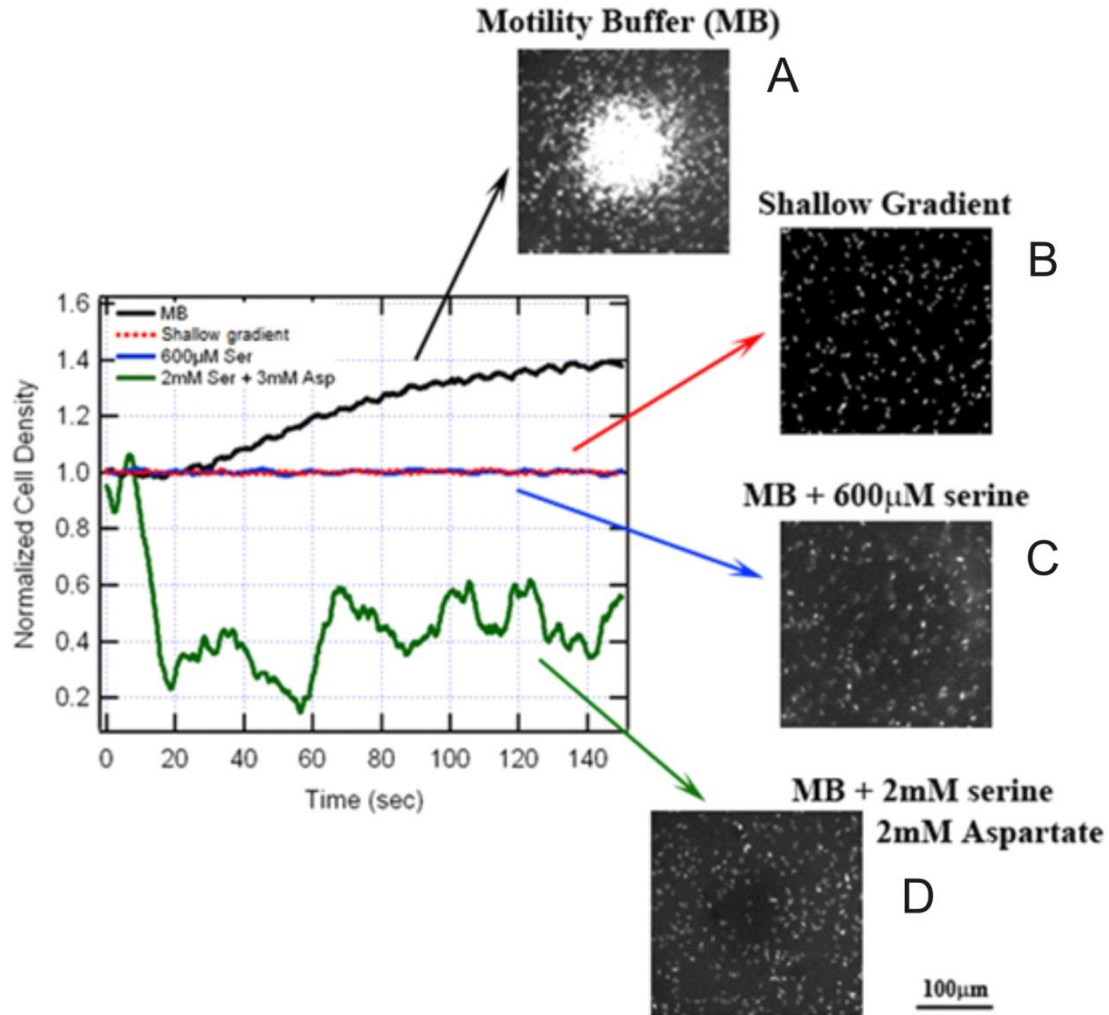 Motility Buffer (MB)
A
Shallow Gradient
B
MB + 600μM serine
C
MB + 2mM serine
2mM Aspartate
D
100μm
Normalized Cell Density
1.6
1.4
1.2
1.0
0.8
0.6
0.4
0.2
MB
Shallow gradient
600μM Ser
2mM Ser + 3mM Asp
0 20 40 60 80 100 120 140
Time (sec)